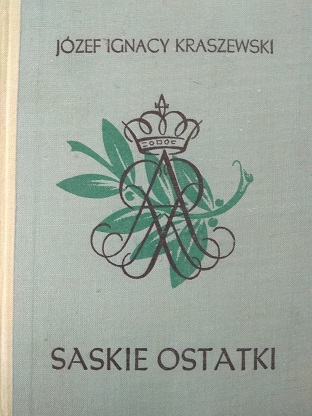 JÓZEF IGNACY KRASZEWSKI
SASKIE OSTATKI